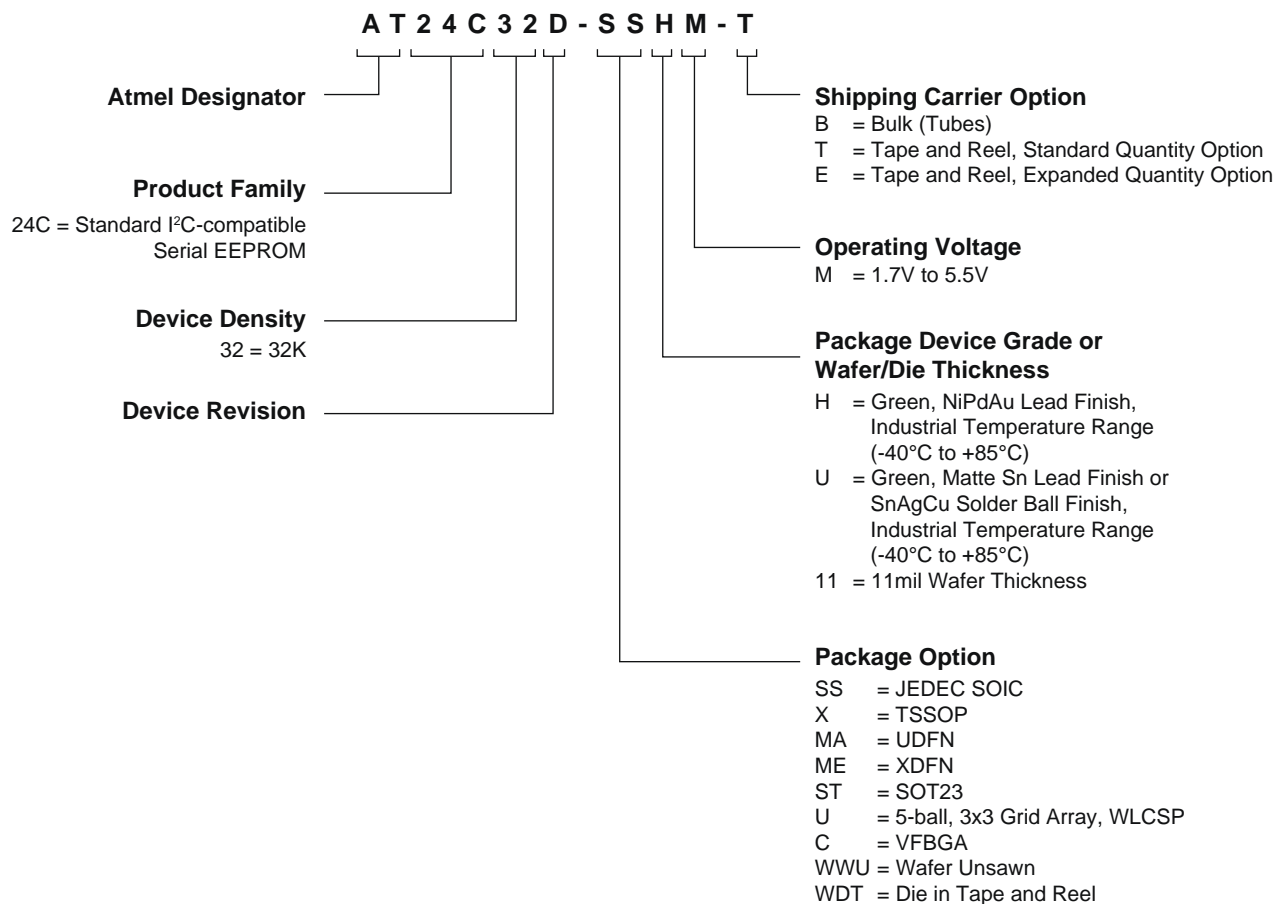 AT24C32D-SSHM-T
Atmel Designator
Product Family
24C = Standard I²C-compatible
Serial EEPROM
Device Density
32 = 32K
Device Revision
Shipping Carrier Option
B = Bulk (Tubes)
T = Tape and Reel, Standard Quantity Option
E = Tape and Reel, Expanded Quantity Option
Operating Voltage
M = 1.7V to 5.5V
Package Device Grade or
Wafer/Die Thickness
H = Green, NiPdAu Lead Finish,
Industrial Temperature Range
(-40°C to +85°C)
U = Green, Matte Sn Lead Finish or
SnAgCu Solder Ball Finish,
Industrial Temperature Range
(-40°C to +85°C)
11 = 11mil Wafer Thickness
Package Option
SS = JEDEC SOIC
X = TSSOP
MA = UDFN
ME = XDFN
ST = SOT23
U = 5-ball, 3x3 Grid Array, WLCSP
C = VFBGA
WWU = Wafer Unsawn
WDT = Die in Tape and Reel